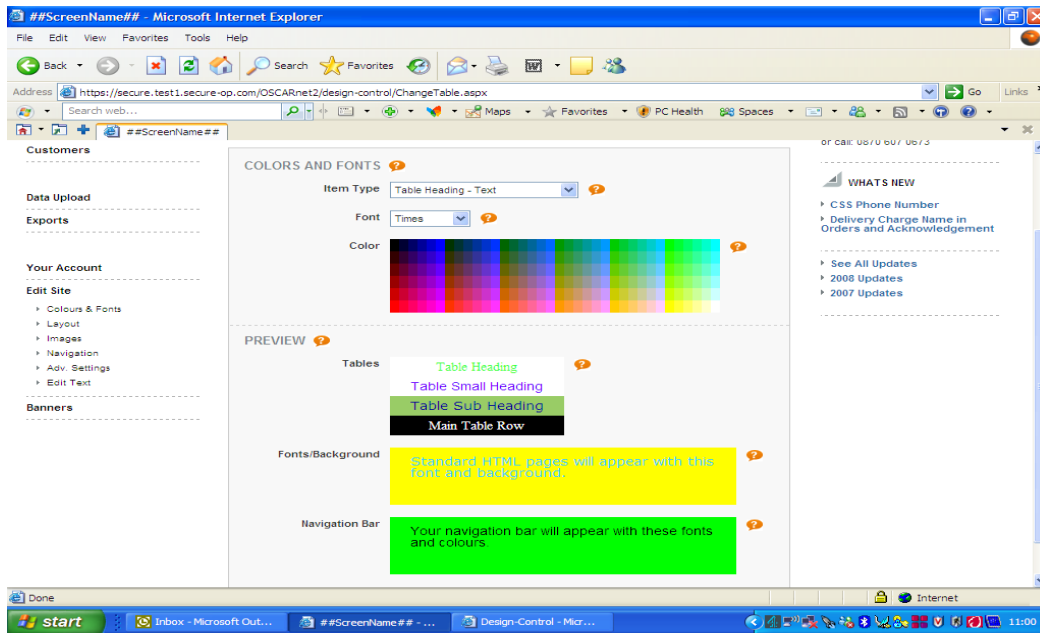 ##ScreenName## - Microsoft Internet Explorer
File Edit View Favorites Tools Help
Back Search Favorites
Address https://secure.test1.secure-op.com/OSCARnet2/design-control/ChangeTable.aspx Go Links
Search web... Maps Favorites PC Health Spaces
##ScreenName##
Customers
Data Upload
Exports
Your Account
Edit Site
Colours & Fonts
Layout
Images
Navigation
Adv. Settings
Edit Text
Banners
COLORS AND FONTS ?
Item Type Table Heading - Text ?
Font Times ?
Color ?
PREVIEW ?
Tables ?
Table Heading
Table Small Heading
Table Sub Heading
Main Table Row
Fonts/Background ?
Standard HTML pages will appear with this
font and background.
Navigation Bar ?
Your navigation bar will appear with these fonts
and colours.
or call: 0870 607 0673
WHATS NEW
CSS Phone Number
Delivery Charge Name in
Orders and Acknowledgement
See All Updates
2008 Updates
2007 Updates
Done Internet
start Inbox - Microsoft Out... ##ScreenName## - ... Design-Control - Micr... 11:00